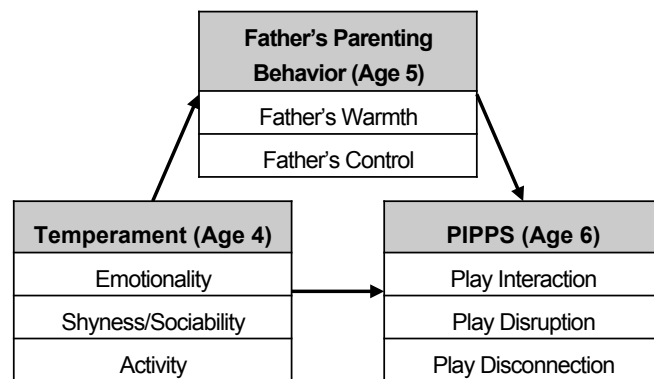 Father’s Parenting
Behavior (Age 5)
Father’s Warmth
Father’s Control
Temperament (Age 4)
Emotionality
Shyness/Sociability
Activity
PIPPS (Age 6)
Play Interaction
Play Disruption
Play Disconnection